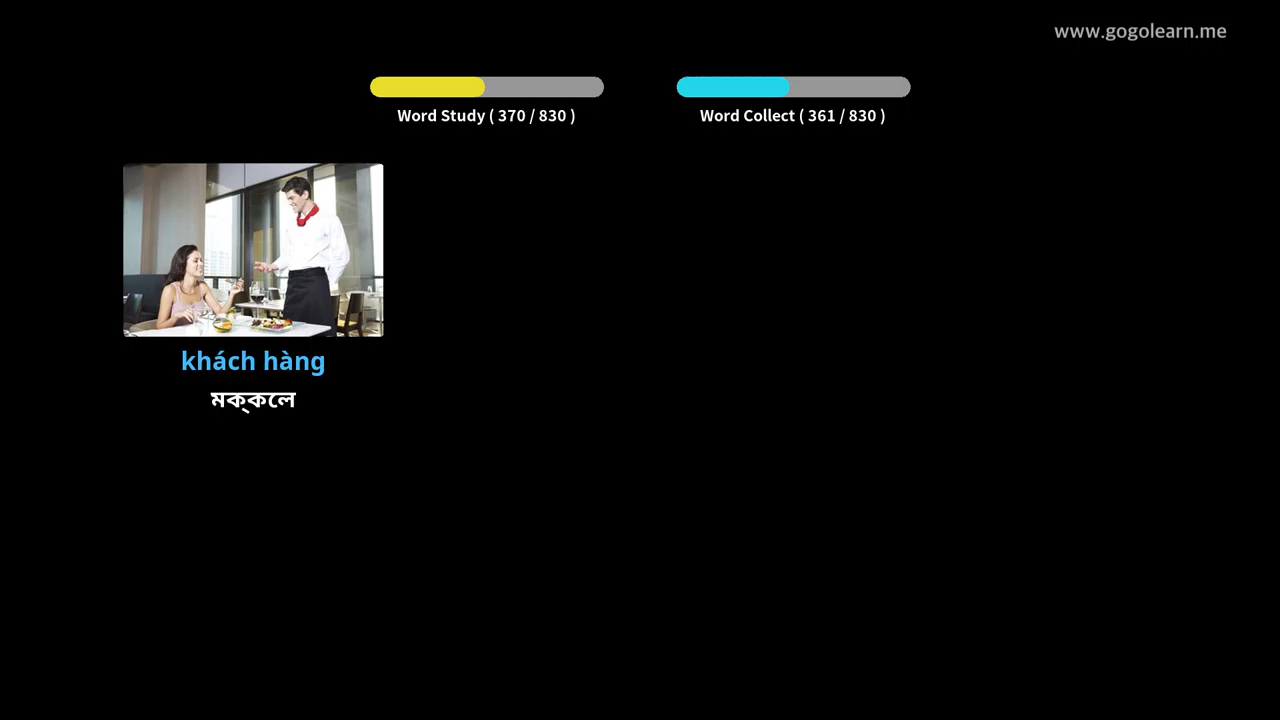 www.gogolearn.me
Word Study ( 370 / 830 )
Word Collect ( 361 / 830 )
khách hàng
মক্কলে